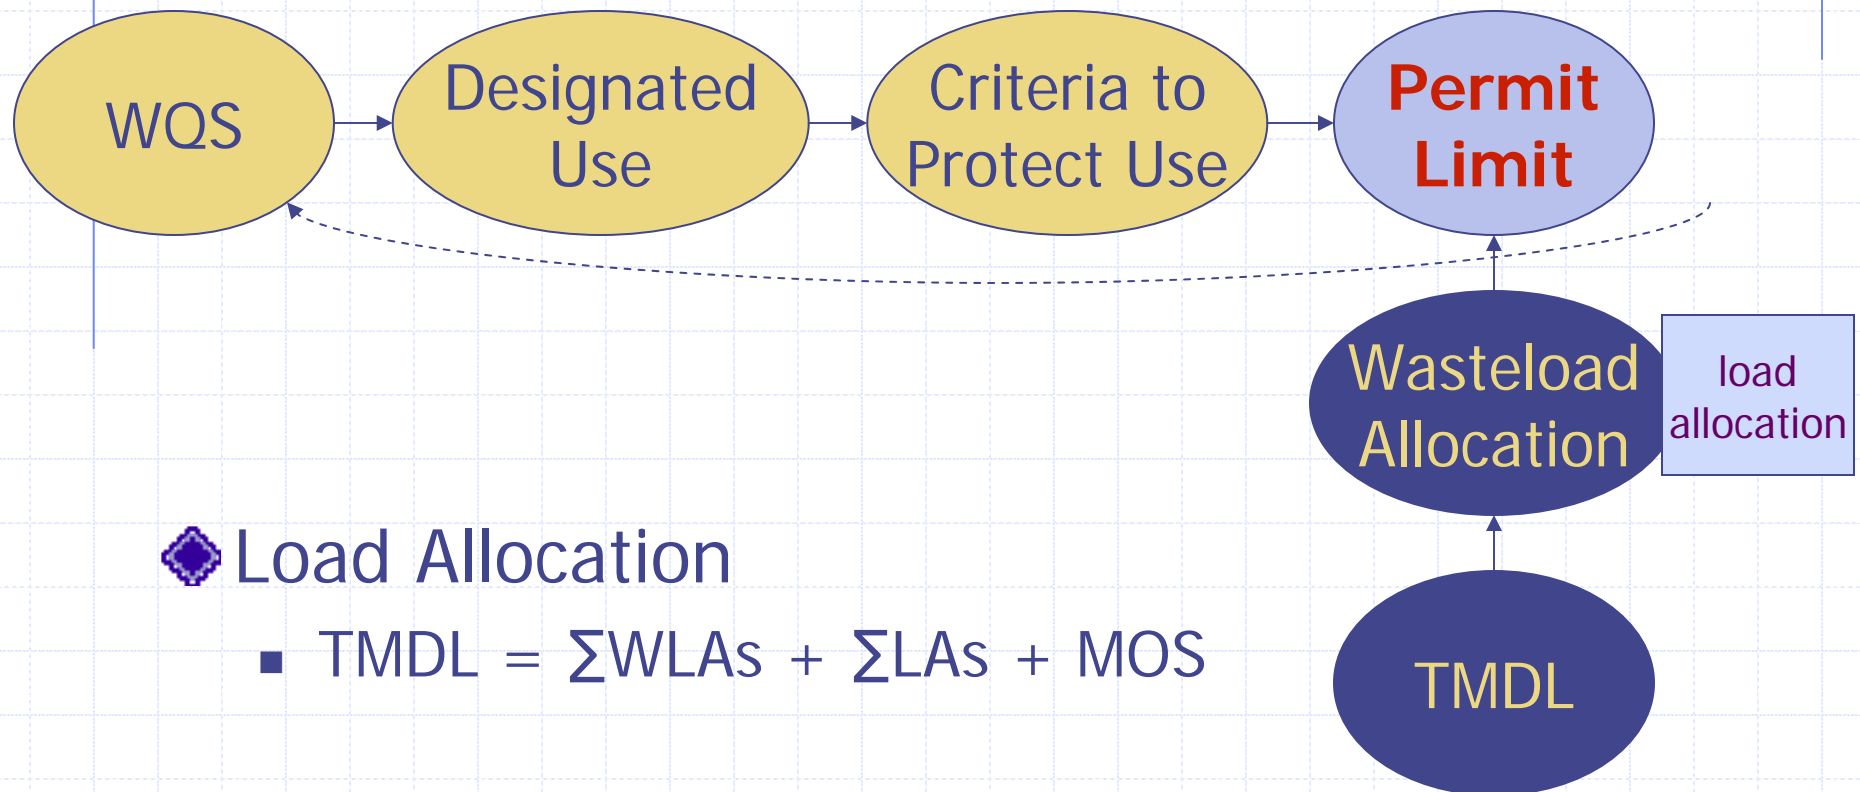 WQS
Designated
Use
Criteria to
Protect Use
Permit
Limit
Wasteload
Allocation
load
allocation
Load Allocation
TMDL = ∑WLAs + ∑LAs + MOS
TMDL